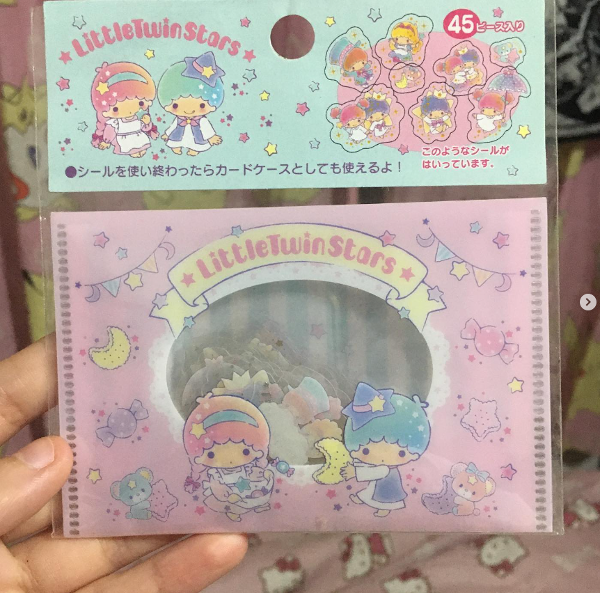 LittleTwinStars
45ピース入り
このようなシールが
はいっています。
●シールを使い終わったらカードケースとしても使えるよ！
LittleTwinStars